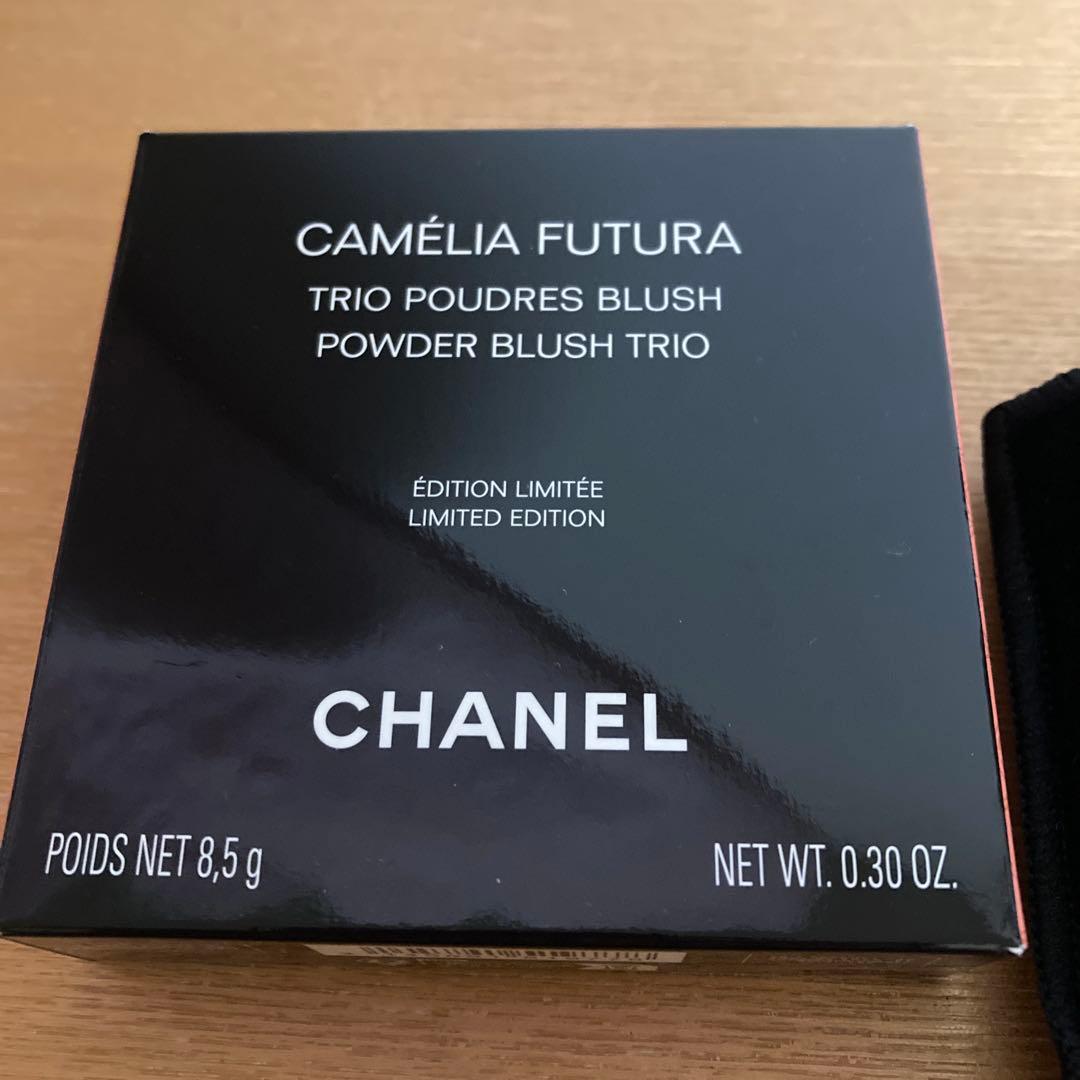 CAMÉLIA FUTURA
TRIO POUDRES BLUSH
POWDER BLUSH TRIO
ÉDITION LIMITÉE
LIMITED EDITION
CHANEL
POIDS NET 8,5 g
NET WT. 0.30 OZ.